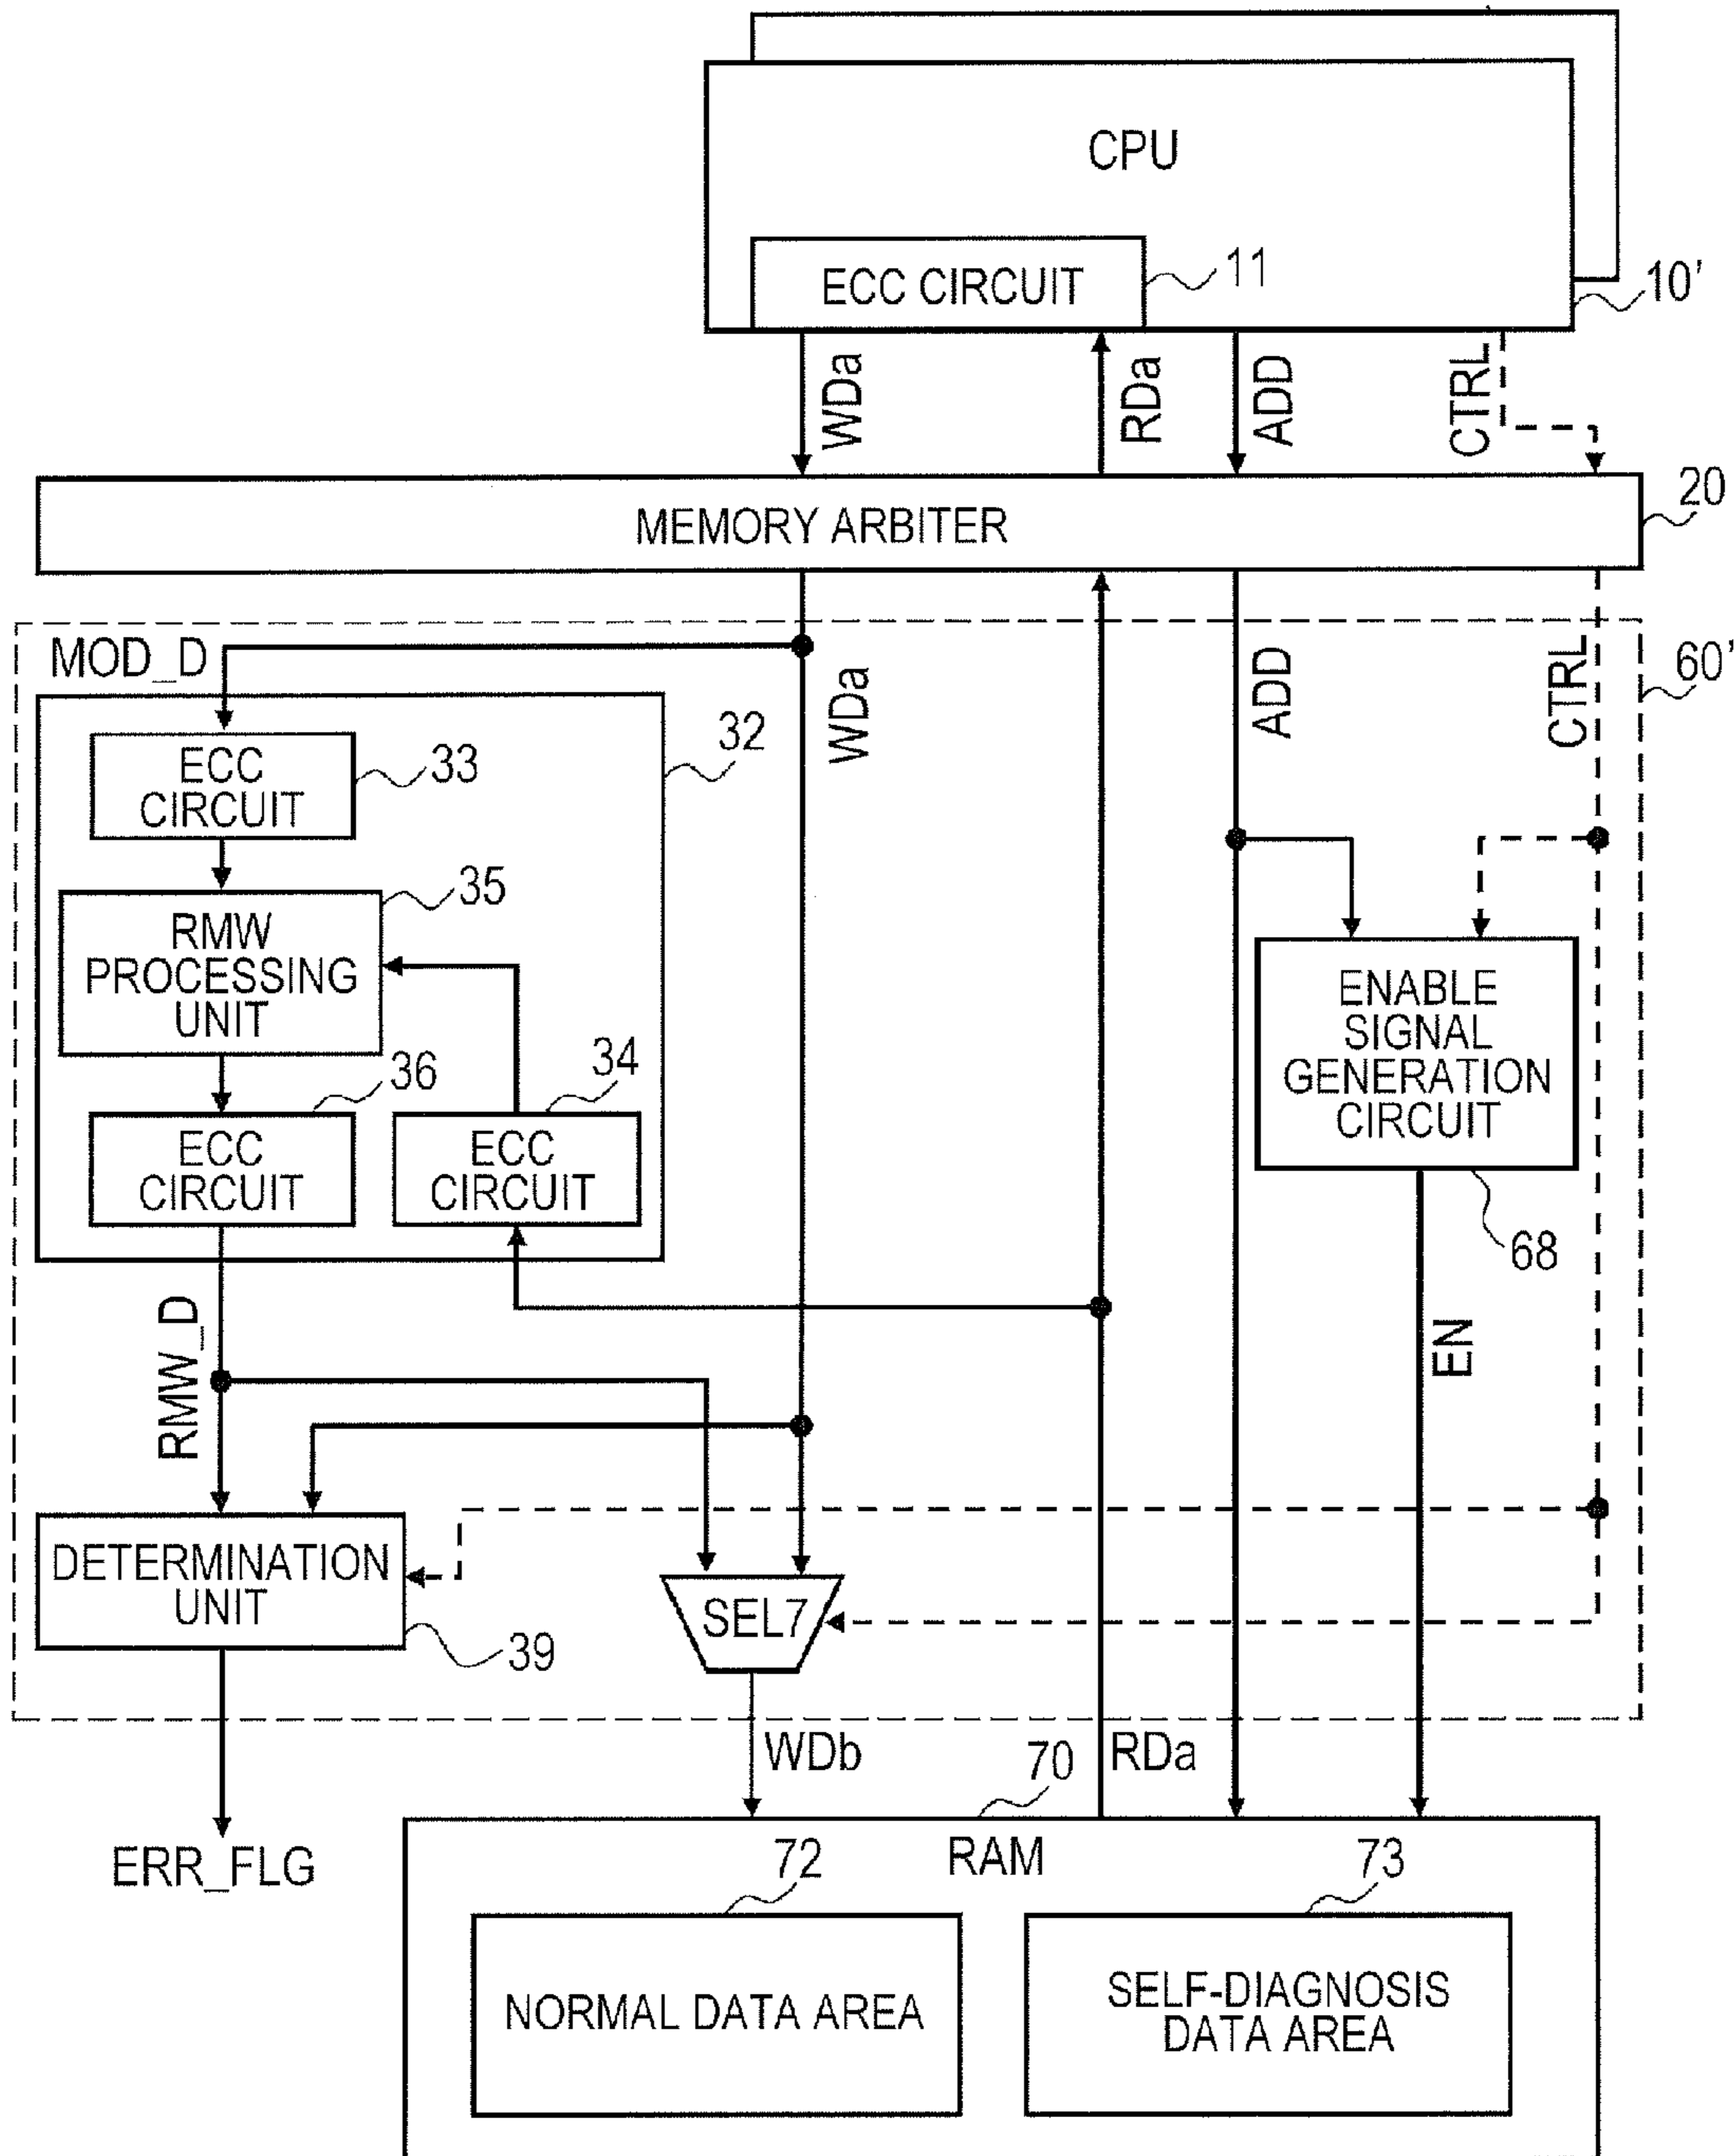 CPU
ECC CIRCUIT
11
10'
WDa
RDa
ADD
CTRL
20
MEMORY ARBITER
MOD_D
60'
WDa
ADD
CTRL
32
ECC
CIRCUIT
33
35
RMW
PROCESSING
UNIT
ENABLE
SIGNAL
GENERATION
CIRCUIT
36
34
ECC
CIRCUIT
ECC
CIRCUIT
68
RMW_D
EN
DETERMINATION
UNIT
SEL7
39
WDb
70
RDa
ERR_FLG
72
RAM
73
NORMAL DATA AREA
SELF-DIAGNOSIS
DATA AREA